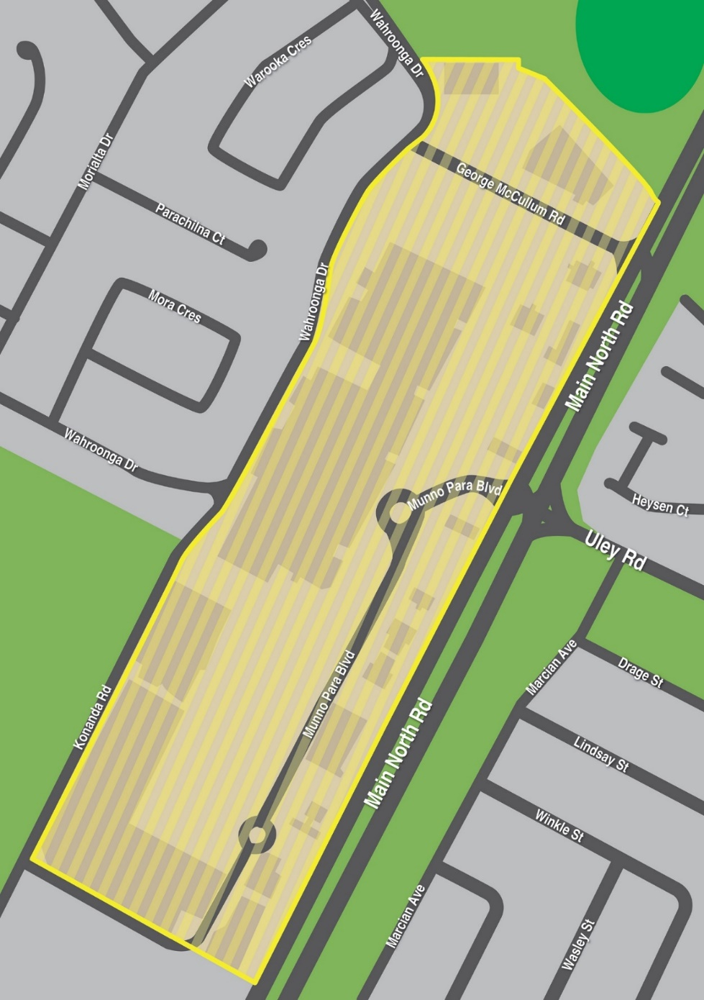 Wahroonga Dr
Warooka Cres
Morialta Dr
George McCullum Rd
Parachilna Ct
Wahroonga Dr
Mora Cres
Main North Rd
Wahroonga Dr
Munno Para Blvd
Heysen Ct
Uley Rd
Marcian Ave
Drage St
Munno Para Blvd
Konanda Rd
Main North Rd
Lindsay St
Winkle St
Marcian Ave
Wasley St